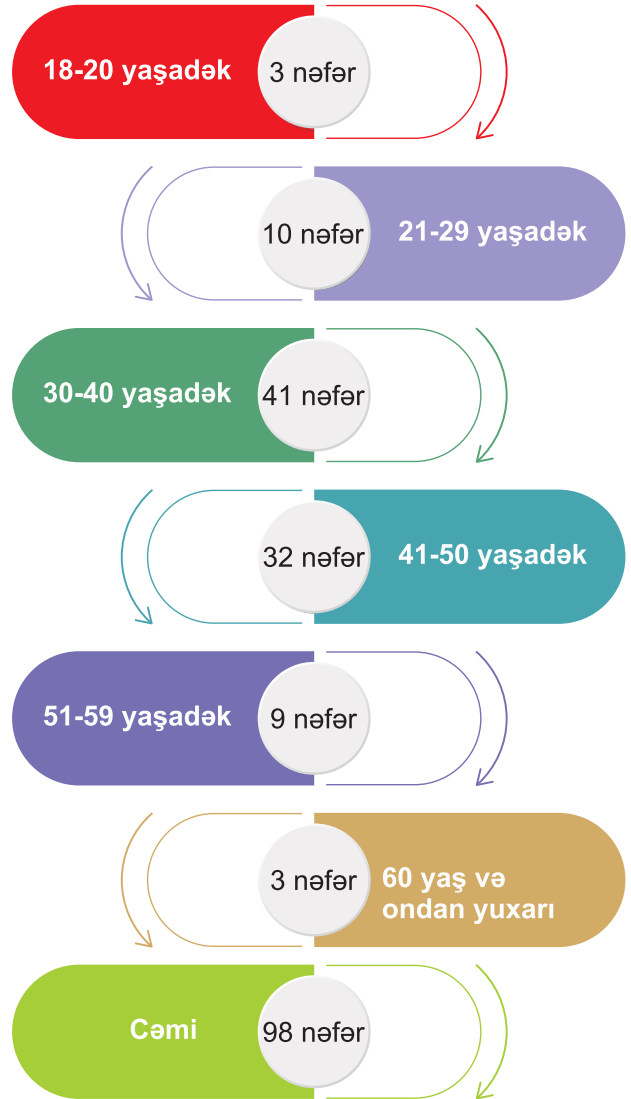 18-20 yaşadək
3 nəfər
10 nəfər
21-29 yaşadək
30-40 yaşadək
41 nəfər
32 nəfər
41-50 yaşadək
51-59 yaşadək
9 nəfər
3 nəfər
60 yaş və
ondan yuxarı
Cəmi
98 nəfər